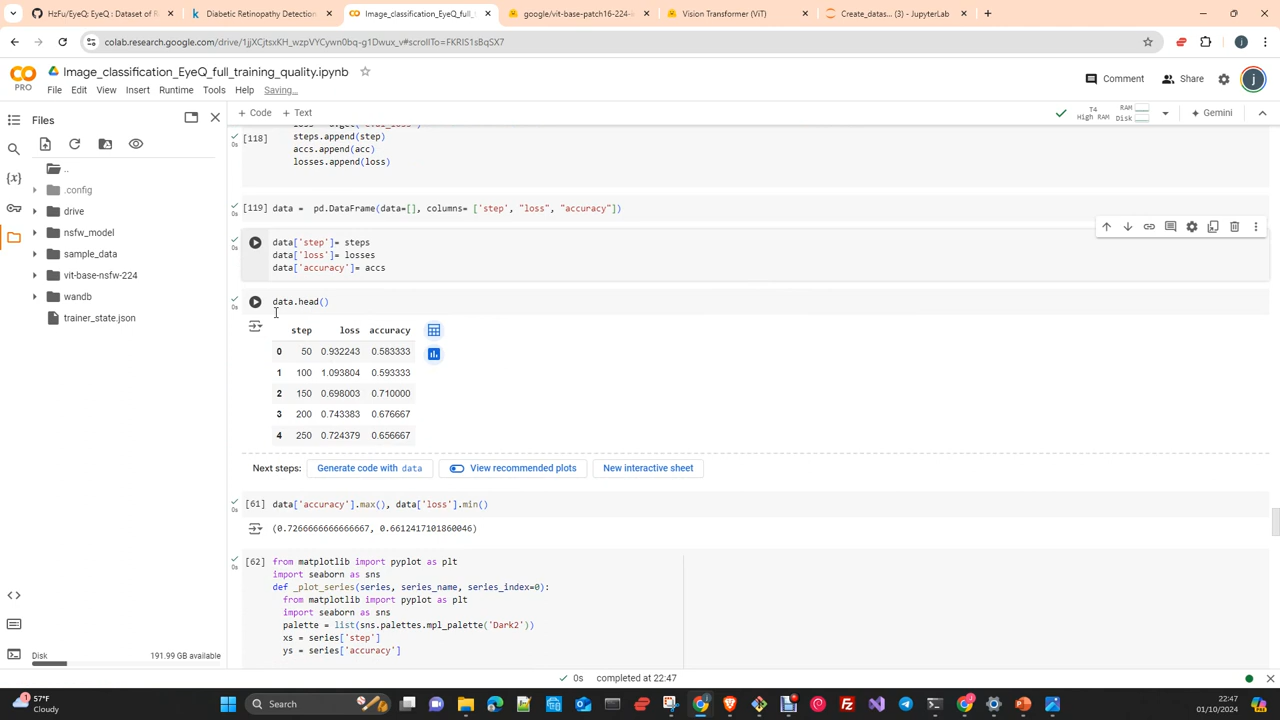 HzFu/EyeQ : Dataset of R
Diabetic Retinopathy Detection
Image_classification_EyeQ_full_
google/vit-base-patch16-224-i
Vision Transformer (ViT)
Create_datas... (3) - JupyterLab
colab.research.google.com/drive/1jjXCjtsxKH_wzpVYCywn0bq-g1Dwux_v#scrollTo=FKRIS1sBqSX7
CO
PRO
Image_classification_EyeQ_full_training_quality.ipynb
Comment
Share
File Edit View Insert Runtime Tools Help Saving...
Files
+ Code + Text
T4
High RAM
RAM
Disk
Gemini
..
.config
drive
nsfw_model
sample_data
vit-base-nsfw-224
wandb
trainer_state.json
Disk
191.99 GB available
[118]
steps.append(step)
accs.append(acc)
losses.append(loss)
[119] data = pd.DataFrame(data=[], columns= ['step', "loss", "accuracy"])
data['step']= steps
data['loss']= losses
data['accuracy']= accs
data.head()
step loss accuracy
0 50 0.932243 0.583333
1 100 1.093804 0.593333
2 150 0.698003 0.710000
3 200 0.743383 0.676667
4 250 0.724379 0.656667
Next steps: Generate code with data View recommended plots New interactive sheet
[61] data['accuracy'].max(), data['loss'].min()
(0.7266666666666667, 0.6612417101860046)
[62] from matplotlib import pyplot as plt
import seaborn as sns
def _plot_series(series, series_name, series_index=0):
from matplotlib import pyplot as plt
import seaborn as sns
palette = list(sns.palettes.mpl_palette('Dark2'))
xs = series['step']
ys = series['accuracy']
0s completed at 22:47
57°F
Cloudy
Search
22:47
01/10/2024